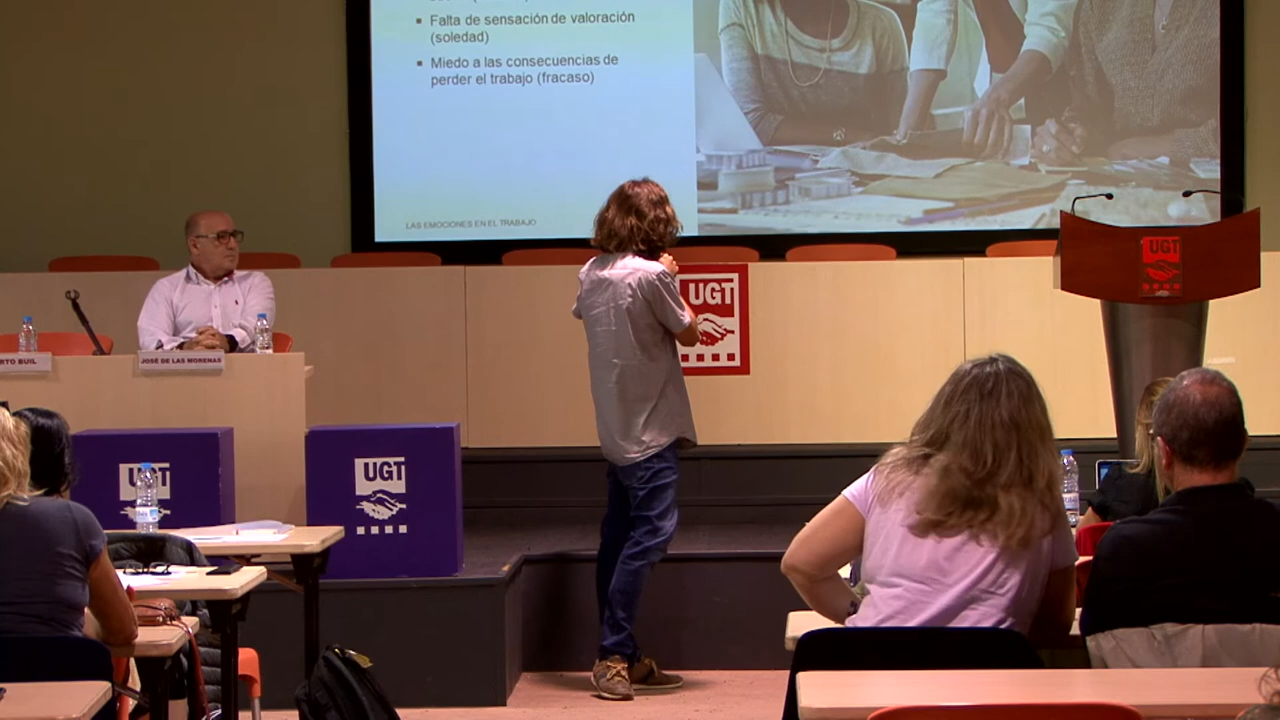 Falta de sensación de valoración
(soledad)
Miedo a las consecuencias de
perder el trabajo (fracaso)
LAS EMOCIONES EN EL TRABAJO
UGT
UGT
RTO BUIL
JOSÉ DE LAS MORENAS
UGT
UGT